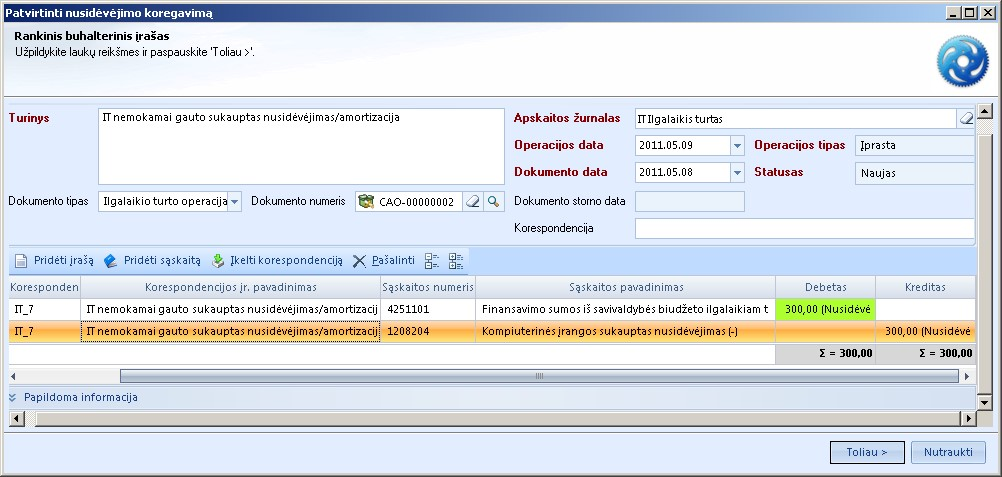 Patvirtinti nusidėvėjimo koregavimą
Rankinis buhalterinis įrašas
Užpildykite laukų reikšmes ir paspauskite 'Toliau >'.
Turinys
IT nemokamai gauto sukauptas nusidėvėjimas/amortizacija
Apskaitos žurnalas
IT Ilgalaikis turtas
Operacijos data
2011.05.09
Operacijos tipas
Įprasta
Dokumento data
2011.05.08
Statusas
Naujas
Dokumento tipas
Ilgalaikio turto operacija
Dokumento numeris
CAO-00000002
Dokumento storno data
Korespondencija
Pridėti įrašą
Pridėti sąskaitą
Įkelti korespondenciją
Pašalinti
Koresponden Korespondencijos įr. pavadinimas Sąskaitos numeris Sąskaitos pavadinimas Debetas Kreditas
IT_7 IT nemokamai gauto sukauptas nusidėvėjimas/amortizacij 4251101 Finansavimo sumos iš savivaldybės biudžeto ilgalaikiam t 300,00 (Nusidėvė
IT_7 IT nemokamai gauto sukauptas nusidėvėjimas/amortizacij 1208204 Kompiuterinės įrangos sukauptas nusidėvėjimas (-) 300,00 (Nusidėvė
Σ = 300,00 Σ = 300,00
Papildoma informacija
Toliau > Nutraukti